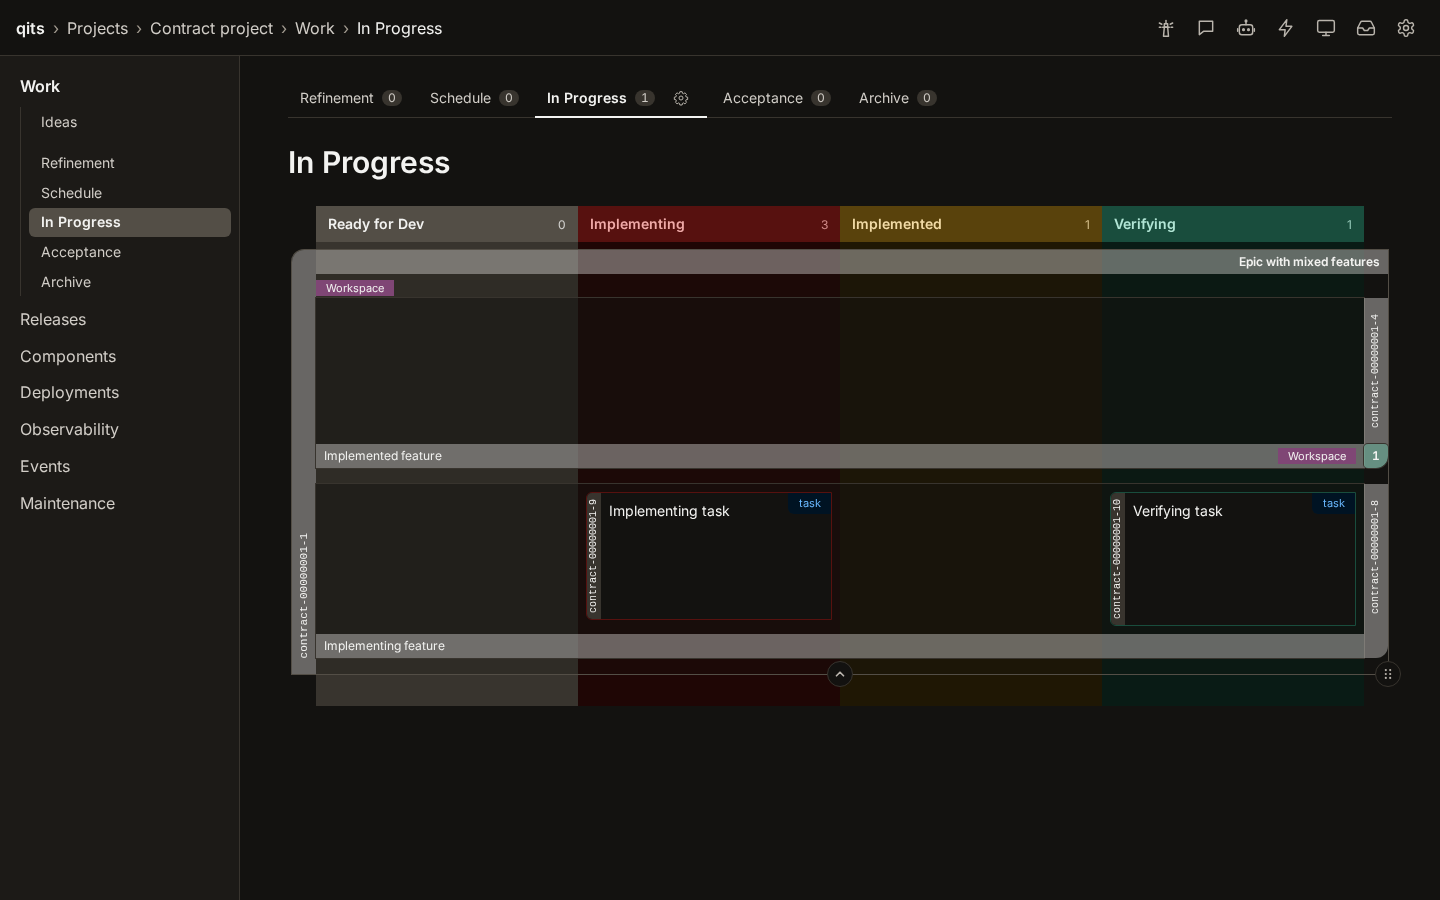 qits › Projects › Contract project › Work › In Progress
Work
Ideas
Refinement
Schedule
In Progress
Acceptance
Archive
Releases
Components
Deployments
Observability
Events
Maintenance
Refinement 0
Schedule 0
In Progress 1
Acceptance 0
Archive 0
In Progress
Ready for Dev 0
Implementing 3
Implemented 1
Verifying 1
Epic with mixed features
Workspace
contract-00000001-1
contract-00000001-4
Implemented feature
Workspace
1
contract-00000001-9
Implementing task
task
contract-00000001-10
Verifying task
task
contract-00000001-8
Implementing feature